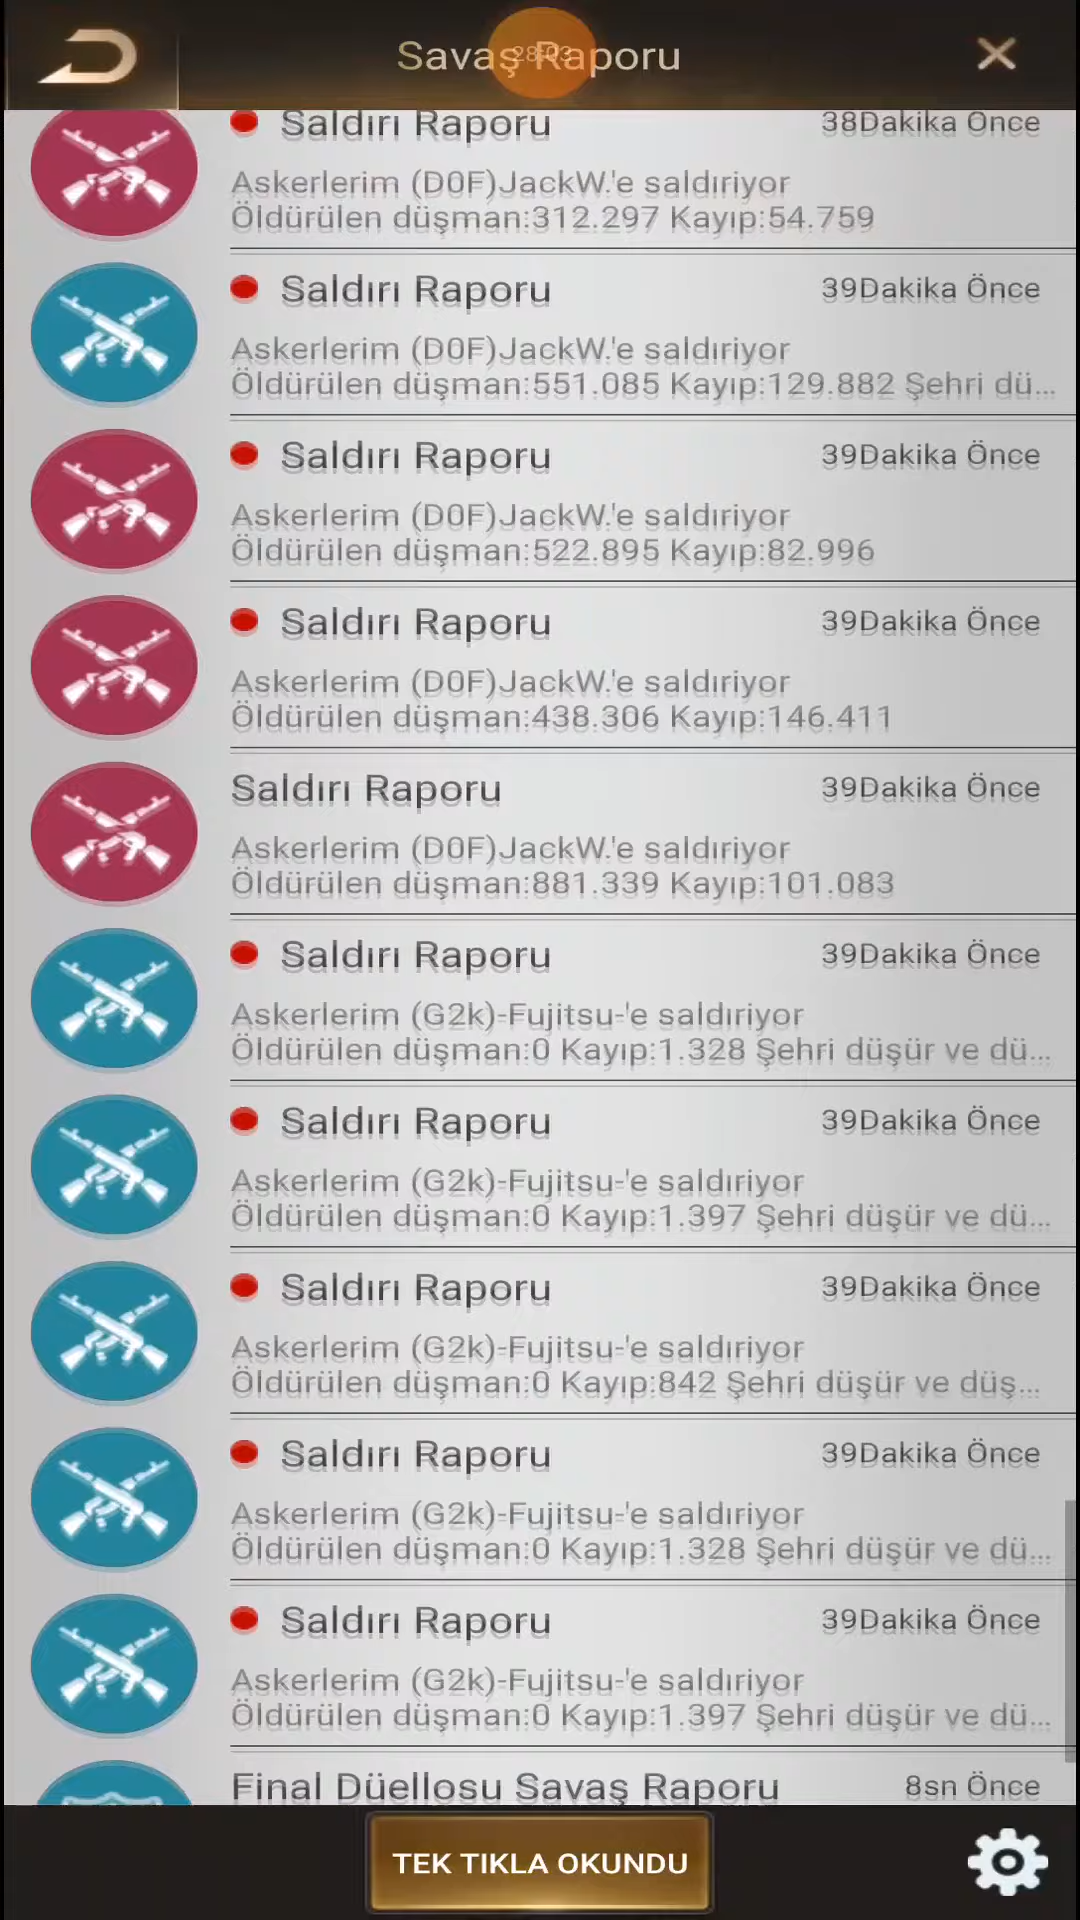 Savaş Raporu
28:03
Saldırı Raporu 38Dakika Önce
Askerlerim (D0F)JackW.'e saldırıyor
Öldürülen düşman:312.297 Kayıp:54.759
Saldırı Raporu 39Dakika Önce
Askerlerim (D0F)JackW.'e saldırıyor
Öldürülen düşman:551.085 Kayıp:129.882 Şehri dü...
Saldırı Raporu 39Dakika Önce
Askerlerim (D0F)JackW.'e saldırıyor
Öldürülen düşman:522.895 Kayıp:82.996
Saldırı Raporu 39Dakika Önce
Askerlerim (D0F)JackW.'e saldırıyor
Öldürülen düşman:438.306 Kayıp:146.411
Saldırı Raporu 39Dakika Önce
Askerlerim (D0F)JackW.'e saldırıyor
Öldürülen düşman:881.339 Kayıp:101.083
Saldırı Raporu 39Dakika Önce
Askerlerim (G2k)-Fujitsu-'e saldırıyor
Öldürülen düşman:0 Kayıp:1.328 Şehri düşür ve dü...
Saldırı Raporu 39Dakika Önce
Askerlerim (G2k)-Fujitsu-'e saldırıyor
Öldürülen düşman:0 Kayıp:1.397 Şehri düşür ve dü...
Saldırı Raporu 39Dakika Önce
Askerlerim (G2k)-Fujitsu-'e saldırıyor
Öldürülen düşman:0 Kayıp:842 Şehri düşür ve düş...
Saldırı Raporu 39Dakika Önce
Askerlerim (G2k)-Fujitsu-'e saldırıyor
Öldürülen düşman:0 Kayıp:1.328 Şehri düşür ve dü...
Saldırı Raporu 39Dakika Önce
Askerlerim (G2k)-Fujitsu-'e saldırıyor
Öldürülen düşman:0 Kayıp:1.397 Şehri düşür ve dü...
Final Düellosu Savaş Raporu 8sn Önce
TEK TIKLA OKUNDU